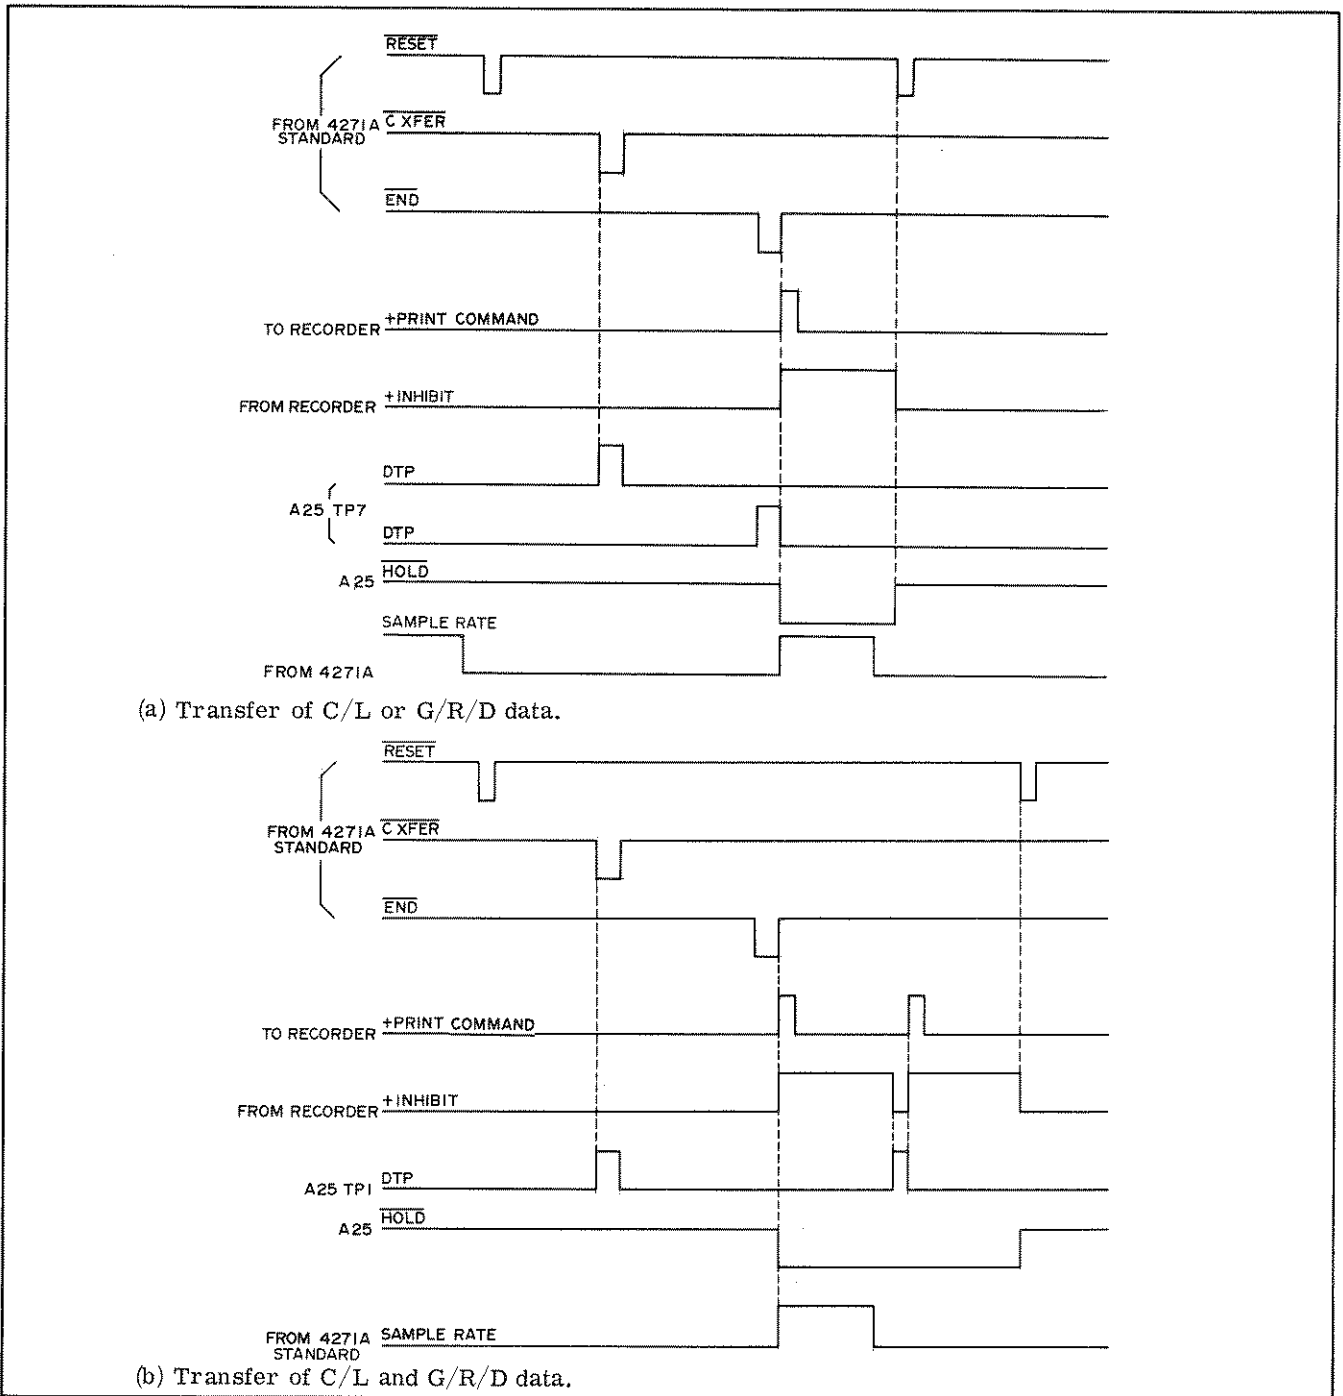 RESET
FROM 4271A
STANDARD
C XFER
END
TO RECORDER
+PRINT COMMAND
FROM RECORDER
+INHIBIT
DTP
A25 TP7
DTP
A25
HOLD
SAMPLE RATE
FROM 4271A
(a) Transfer of C/L or G/R/D data.
RESET
FROM 4271A
STANDARD
C XFER
END
TO RECORDER
+PRINT COMMAND
FROM RECORDER
+INHIBIT
A25 TP1
DTP
A25
HOLD
FROM 4271A
STANDARD
SAMPLE RATE
(b) Transfer of C/L and G/R/D data.